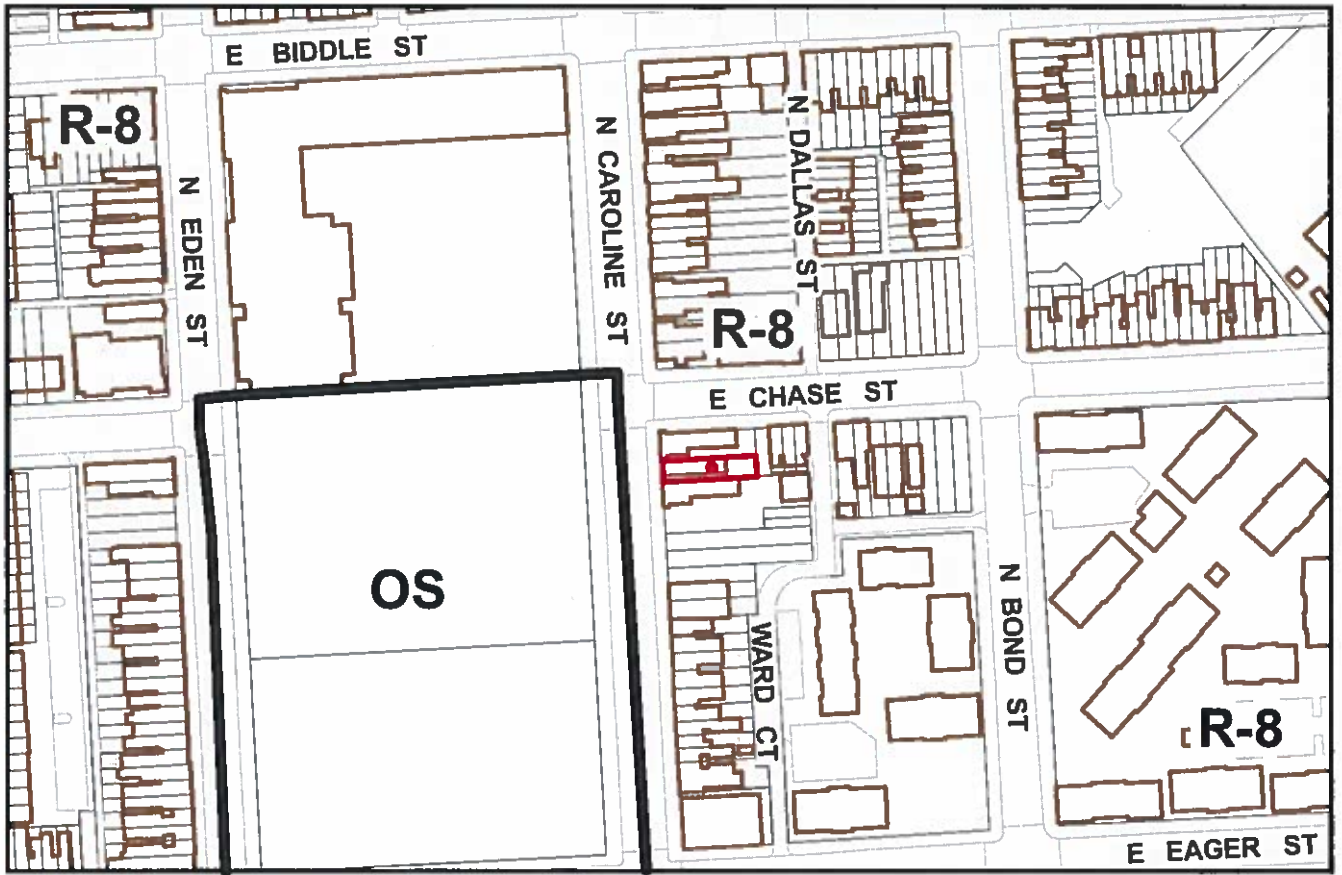 E BIDDLE ST
R-8
N EDEN ST
N CAROLINE ST
N DALLAS ST
R-8
E CHASE ST
OS
WARD CT
N BOND ST
R-8
E EAGER ST